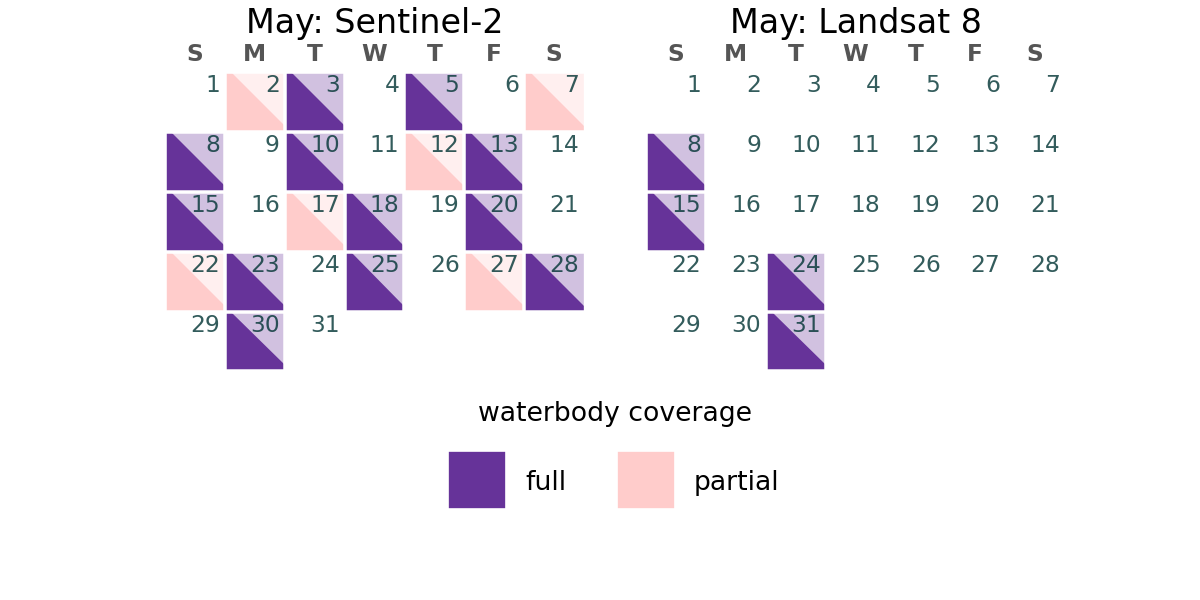 May: Sentinel-2
S M T W T F S
1 2 3 4 5 6 7
8 9 10 11 12 13 14
15 16 17 18 19 20 21
22 23 24 25 26 27 28
29 30 31
May: Landsat 8
S M T W T F S
1 2 3 4 5 6 7
8 9 10 11 12 13 14
15 16 17 18 19 20 21
22 23 24 25 26 27 28
29 30 31
waterbody coverage
full
partial